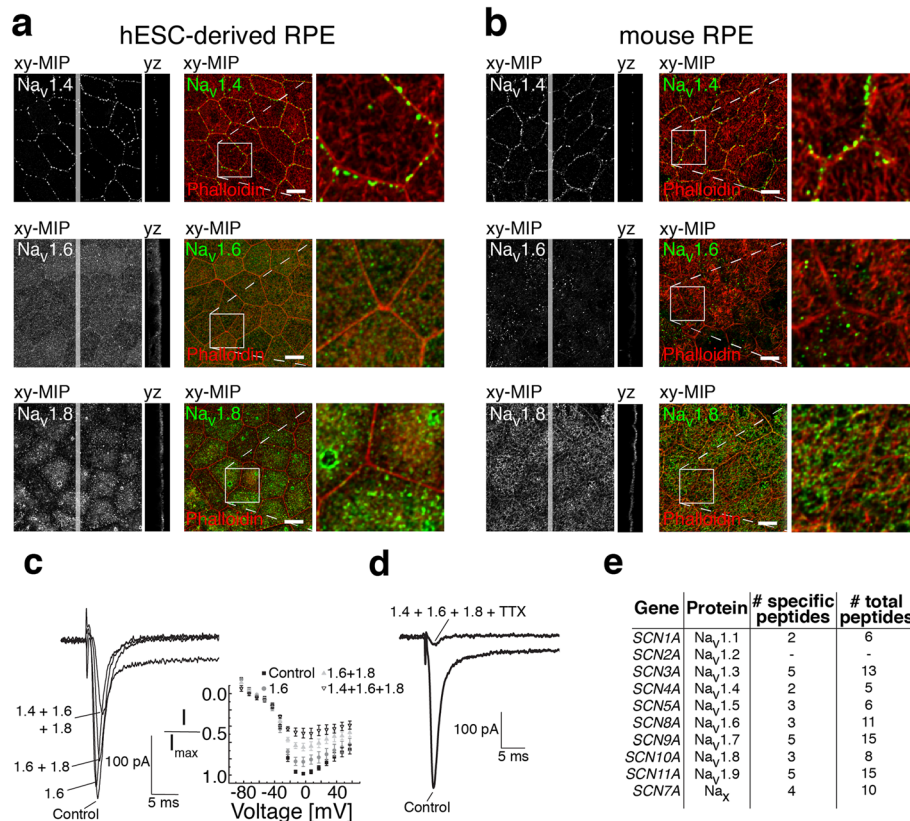 a
hESC-derived RPE
xy-MIP yz xy-MIP
Nav1.4 Nav1.4
Phalloidin
xy-MIP yz xy-MIP
Nav1.6 Nav1.6
Phalloidin
xy-MIP yz xy-MIP
Nav1.8 Nav1.8
Phalloidin
b
mouse RPE
xy-MIP yz xy-MIP
Nav1.4 Nav1.4
Phalloidin
xy-MIP yz xy-MIP
Nav1.6 Nav1.6
Phalloidin
xy-MIP yz xy-MIP
Nav1.8 Nav1.8
Phalloidin
c
1.4 + 1.6
+ 1.8
1.6 + 1.8
1.6
Control
100 pA
5 ms
Control 1.6+1.8
1.6 1.4+1.6+1.8
I
Imax
0.0
0.5
1.0
-80 -40 0 40
Voltage [mV]
d
1.4 + 1.6 + 1.8 + TTX
100 pA
5 ms
Control
e
Gene Protein # specific peptides # total peptides
SCN1A Nav1.1 2 6
SCN2A Nav1.2 - -
SCN3A Nav1.3 5 13
SCN4A Nav1.4 2 5
SCN5A Nav1.5 3 6
SCN8A Nav1.6 3 11
SCN9A Nav1.7 5 15
SCN10A Nav1.8 3 8
SCN11A Nav1.9 5 15
SCN7A Nax 4 10